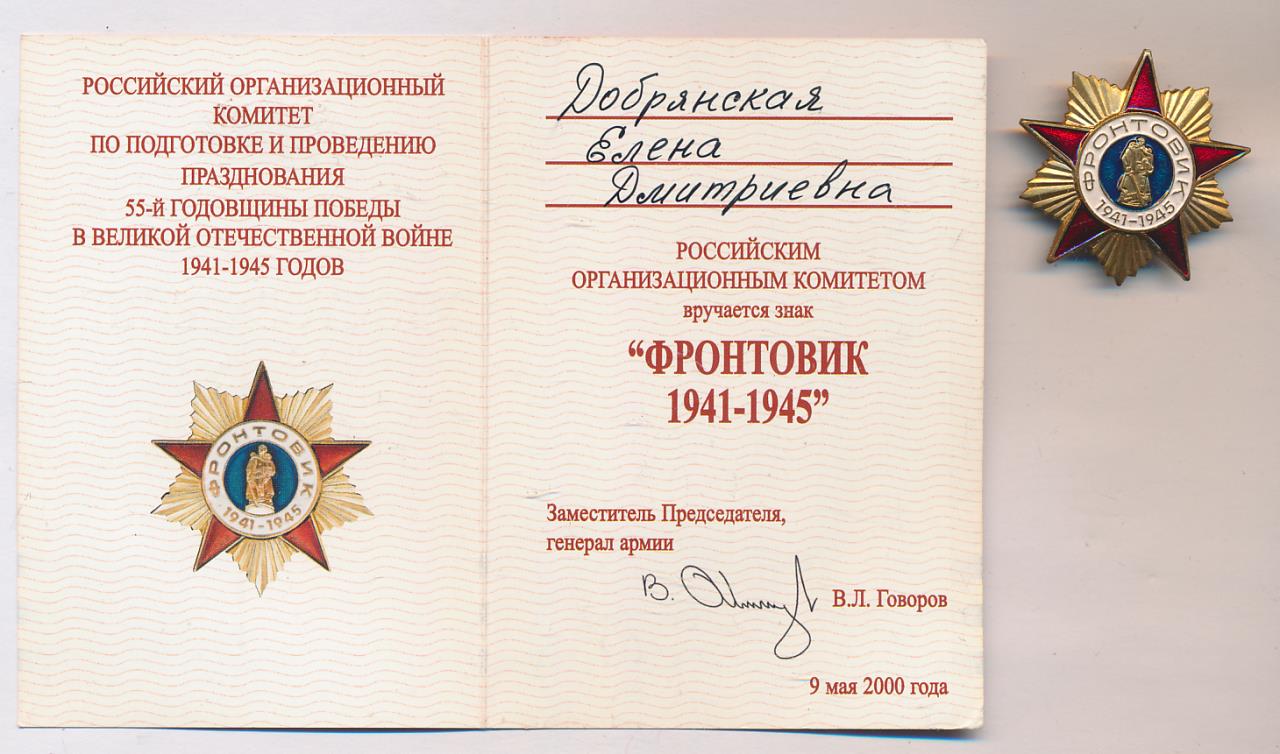 РОССИЙСКИЙ ОРГАНИЗАЦИОННЫЙ
КОМИТЕТ
ПО ПОДГОТОВКЕ И ПРОВЕДЕНИЮ
ПРАЗДНОВАНИЯ
55-й ГОДОВЩИНЫ ПОБЕДЫ
В ВЕЛИКОЙ ОТЕЧЕСТВЕННОЙ ВОЙНЕ
1941-1945 ГОДОВ
ФРОНТОВИК
1941-1945
Добрянская
Елена
Дмитриевна
РОССИЙСКИМ
ОРГАНИЗАЦИОННЫМ КОМИТЕТОМ
вручается знак
“ФРОНТОВИК
1941-1945”
Заместитель Председателя,
генерал армии
В.
В.Л. Говоров
9 мая 2000 года
ФРОНТОВИК
1941-1945